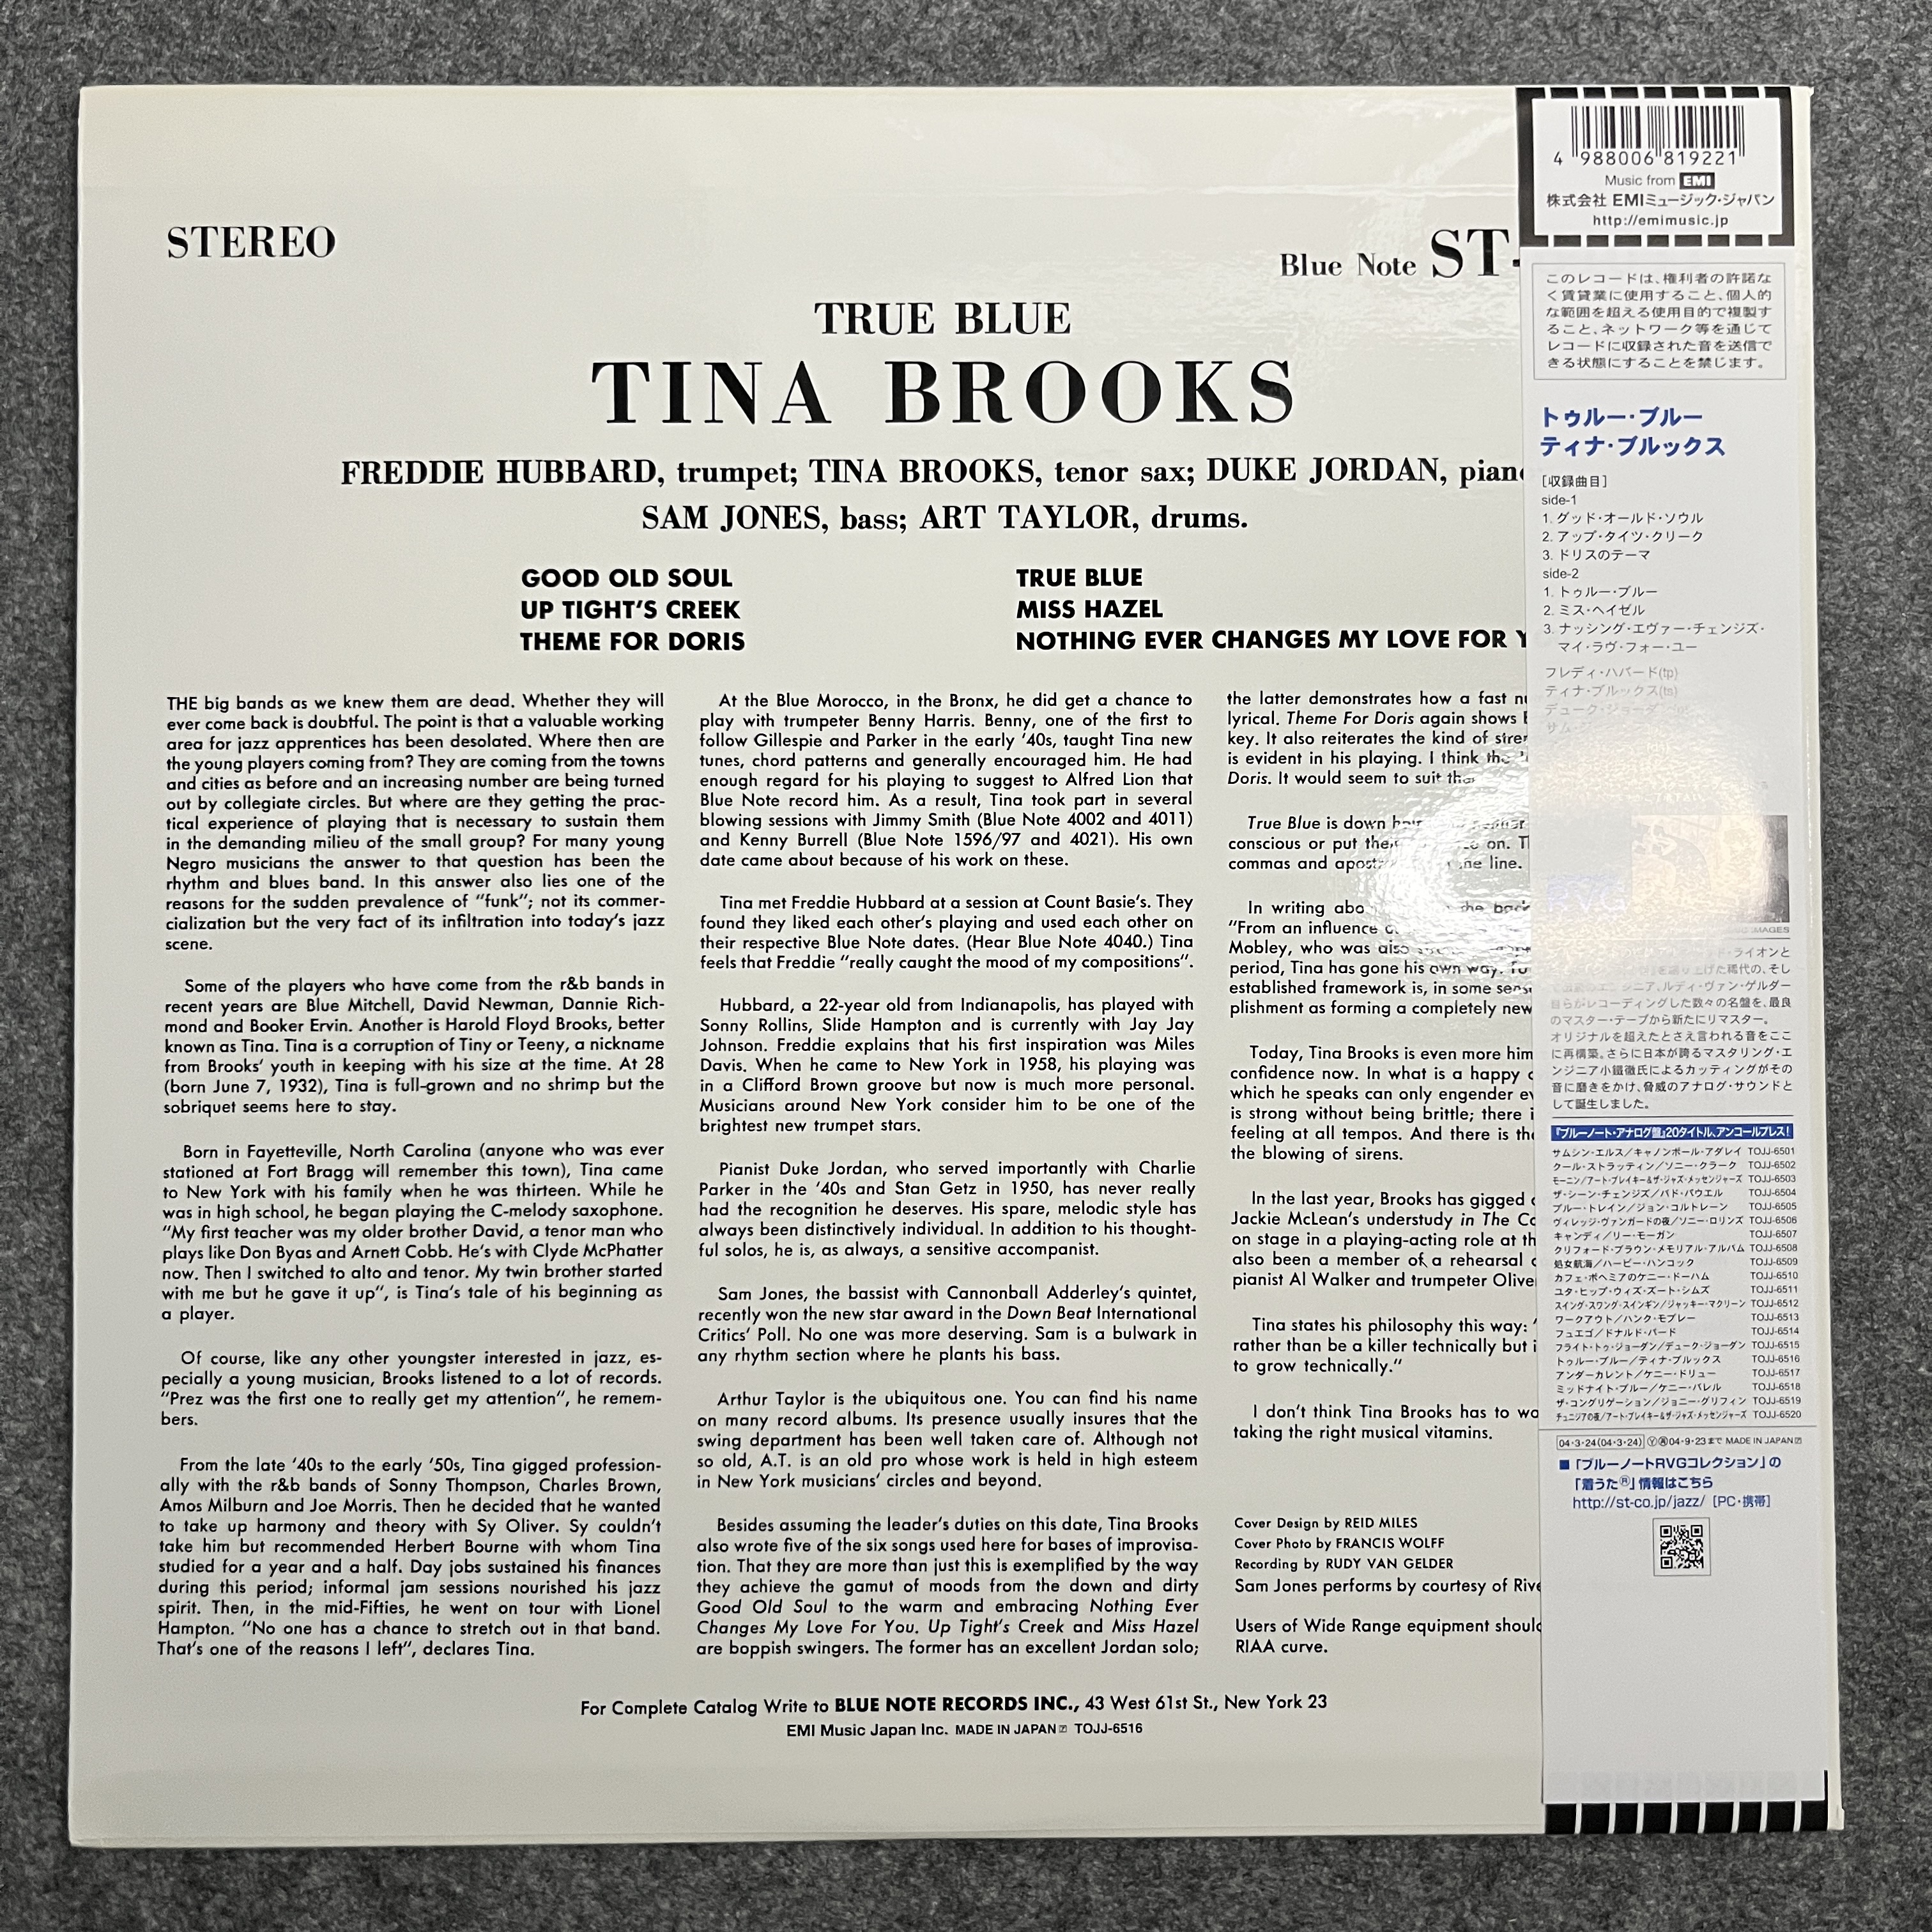 STEREO
Blue Note ST-
TRUE BLUE
TINA BROOKS
FREDDIE HUBBARD, trumpet; TINA BROOKS, tenor sax; DUKE JORDAN,
SAM JONES, bass; ART TAYLOR, drums.
GOOD OLD SOUL
UP TIGHT'S CREEK
THEME FOR DORIS
TRUE BLUE
MISS HAZEL
NOTHING EVER CHANGES MY LOVE FOR
THE big bands as we knew them are dead. Whether they will
ever come back is doubtful. The point is that a valuable working
area for jazz apprentices has been desolated. Where then are
the young players coming from? They are coming from the towns
and cities as before and an increasing number are being turned
out by collegiate circles. But where are they getting the prac-
tical experience of playing that is necessary to sustain them
in the demanding milieu of the small group? For many young
Negro musicians the answer to that question has been the
rhythm and blues band. In this answer also lies one of the
reasons for the sudden prevalence of "funk"; not its commer-
cialization but the very fact of its infiltration into today's jazz
scene.
Some of the players who have come from the r&b bands in
recent years are Blue Mitchell, David Newman, Dannie Rich-
mond and Booker Ervin. Another is Harold Floyd Brooks, better
known as Tina. Tina is a corruption of Tiny or Teeny, a nickname
from Brooks' youth in keeping with his size at the time. At 28
(born June 7, 1932), Tina is full-grown and no shrimp but the
sobriquet seems here to stay.
Born in Fayetteville, North Carolina (anyone who was ever
stationed at Fort Bragg will remember this town), Tina came
to New York with his family when he was thirteen. While he
was in high school, he began playing the C-melody saxophone.
"My first teacher was my older brother David, a tenor man who
plays like Don Byas and Arnett Cobb. He's with Clyde McPhatter
now. Then I switched to alto and tenor. My twin brother started
with me but he gave it up", is Tina's tale of his beginning as
a player.
Of course, like any other youngster interested in jazz, es-
pecially a young musician, Brooks listened to a lot of records.
"Prez was the first one to really get my attention", he remem-
bers.
From the late '40s to the early '50s, Tina gigged profession-
ally with the r&b bands of Sonny Thompson, Charles Brown,
Amos Milburn and Joe Morris. Then he decided that he wanted
to take up harmony and theory with Sy Oliver. Sy couldn't
take him but recommended Herbert Bourne with whom Tina
studied for a year and a half. Day jobs sustained his finances
during this period; informal jam sessions nourished his jazz
spirit. Then, in the mid-Fifties, he went on tour with Lionel
Hampton. "No one has a chance to stretch out in that band.
That's one of the reasons I left", declares Tina.
At the Blue Morocco, in the Bronx, he did get a chance to
play with trumpeter Benny Harris. Benny, one of the first to
follow Gillespie and Parker in the early '40s, taught Tina new
tunes, chord patterns and generally encouraged him. He had
enough regard for his playing to suggest to Alfred Lion that
Blue Note record him. As a result, Tina took part in several
blowing sessions with Jimmy Smith (Blue Note 4002 and 4011)
and Kenny Burrell (Blue Note 1596/97 and 4021). His own
date came about because of his work on these.
Tina met Freddie Hubbard at a session at Count Basie's. They
found they liked each other's playing and used each other on
their respective Blue Note dates. (Hear Blue Note 4040.) Tina
feels that Freddie "really caught the mood of my compositions".
Hubbard, a 22-year old from Indianapolis, has played with
Sonny Rollins, Slide Hampton and is currently with Jay Jay
Johnson. Freddie explains that his first inspiration was Miles
Davis. When he came to New York in 1958, his playing was
in a Clifford Brown groove but now is much more personal.
Musicians around New York consider him to be one of the
brightest new trumpet stars.
Pianist Duke Jordan, who served importantly with Charlie
Parker in the '40s and Stan Getz in 1950, has never really
had the recognition he deserves. His spare, melodic style has
always been distinctively individual. In addition to his thought-
ful solos, he is, as always, a sensitive accompanist.
Sam Jones, the bassist with Cannonball Adderley's quintet,
recently won the new star award in the Down Beat International
Critics' Poll. No one was more deserving. Sam is a bulwark in
any rhythm section where he plants his bass.
Arthur Taylor is the ubiquitous one. You can find his name
on many record albums. Its presence usually insures that the
swing department has been well taken care of. Although not
so old, A.T. is an old pro whose work is held in high esteem
in New York musicians' circles and beyond.
Besides assuming the leader's duties on this date, Tina Brooks
also wrote five of the six songs used here for bases of improvisa-
tion. That they are more than just this is exemplified by the way
they achieve the gamut of moods from the down and dirty
Good Old Soul to the warm and embracing Nothing Ever
Changes My Love For You. Up Tight's Creek and Miss Hazel
are boppish swingers. The former has an excellent Jordan solo;
the latter demonstrates how a fast
lyrical. Theme For Doris again shows
key. It also reiterates the kind of
is evident in his playing. I think the
Doris. It would seem to suit
True Blue is down
conscious or put on.
commas and line.
In writing the back
"From an influence
Mobley, who was also
period, Tina has gone his own way.
established framework is, in some
plishment as forming a completely new
Today, Tina Brooks is even more
confidence now. In what is a happy
which he speaks can only engender
is strong without being brittle; there
feeling at all tempos. And there is
the blowing of sirens.
In the last year, Brooks has gigged
Jackie McLean's understudy in The
on stage in a playing-acting role at
also been a member of a rehearsal
pianist Al Walker and trumpeter
Tina states his philosophy this way:
rather than be a killer technically but
to grow technically."
I don't think Tina Brooks has to
taking the right musical vitamins.
Cover Design by REID MILES
Cover Photo by FRANCIS WOLFF
Recording by RUDY VAN GELDER
Sam Jones performs by courtesy of
Users of Wide Range equipment
RIAA curve.
For Complete Catalog Write to BLUE NOTE RECORDS INC., 43 West 61st St., New York 23
EMI Music Japan Inc. MADE IN JAPAN TOJJ-6516
4 988006 819221
Music from EMI
株式会社 EMIミュージック・ジャパン
http://emimusic.jp
このレコードは、権利者の許諾な
く賃貸業に使用すること、個人的
な範囲を超える使用目的で複製す
ること、ネットワーク等を通じて
レコードに収録された音を送信で
きる状態にすることを禁じます。
トゥルー・ブルー
ティナ・ブルックス
[収録曲目]
side-1
1. グッド・オールド・ソウル
2. アップ・タイツ・クリーク
3. ドリスのテーマ
side-2
1. トゥルー・ブルー
2. ミス・ヘイゼル
3. ナッシング・エヴァー・チェンジズ・
マイ・ラヴ・フォー・ユー
フレディ・ハバード(tp)
ティナ・ブルックス(ts)
デューク・ジョーダ
サム・
RVG
IMAGES
ライオンと
げた稀代の、そし
ニア、ルディ・ヴァン・ゲルダー
自らがレコーディングした数々の名盤を、最良
のマスター・テープから新たにリマスター。
オリジナルを超えたとさえ言われる音をここ
に再構築。さらに日本が誇るマスタリング・エ
ンジニア小鐵徹氏によるカッティングがその
音に磨きをかけ、脅威のアナログ・サウンドと
して誕生しました。
『ブルーノート・アナログ盤』20タイトル、アンコールプレス!
サムシン・エルス/キャノンボール・アダレイ TOJJ-6501
クール・ストラッティン/ソニー・クラーク TOJJ-6502
モーニン/アート・ブレイキー&ザ・ジャズ・メッセンジャーズ TOJJ-6503
ザ・シーン・チェンジズ/バド・パウエル TOJJ-6504
ブルー・トレイン/ジョン・コルトレーン TOJJ-6505
ヴィレッジ・ヴァンガードの夜/ソニー・ロリンズ TOJJ-6506
キャンディ/リー・モーガン TOJJ-6507
クリフォード・ブラウン・メモリアル・アルバム TOJJ-6508
処女航海/ハービー・ハンコック TOJJ-6509
カフェ・ボヘミアのケニー・ドーハム TOJJ-6510
ユタ・ヒップ・ウィズ・ズート・シムズ TOJJ-6511
スイング・スワング・スインギン/ジャッキー・マクリーン TOJJ-6512
ワークアウト/ハンク・モブレー TOJJ-6513
フュエゴ/ドナルド・バード TOJJ-6514
フライト・トゥ・ジョーダン/デューク・ジョーダン TOJJ-6515
トゥルー・ブルー/ティナ・ブルックス TOJJ-6516
アンダーカレント/ケニー・ドリュー TOJJ-6517
ミッドナイト・ブルー/ケニー・バレル TOJJ-6518
ザ・コングリゲーション/ジョニー・グリフィン TOJJ-6519
チュニジアの夜/アート・ブレイキー&ザ・ジャズ・メッセンジャーズ TOJJ-6520
04・3・24(04・3・24) Ⓨ 04・9・23まで MADE IN JAPAN
■「ブルーノートRVGコレクション」の
「着うた®」情報はこちら
http://st-co.jp/jazz/ [PC・携帯]